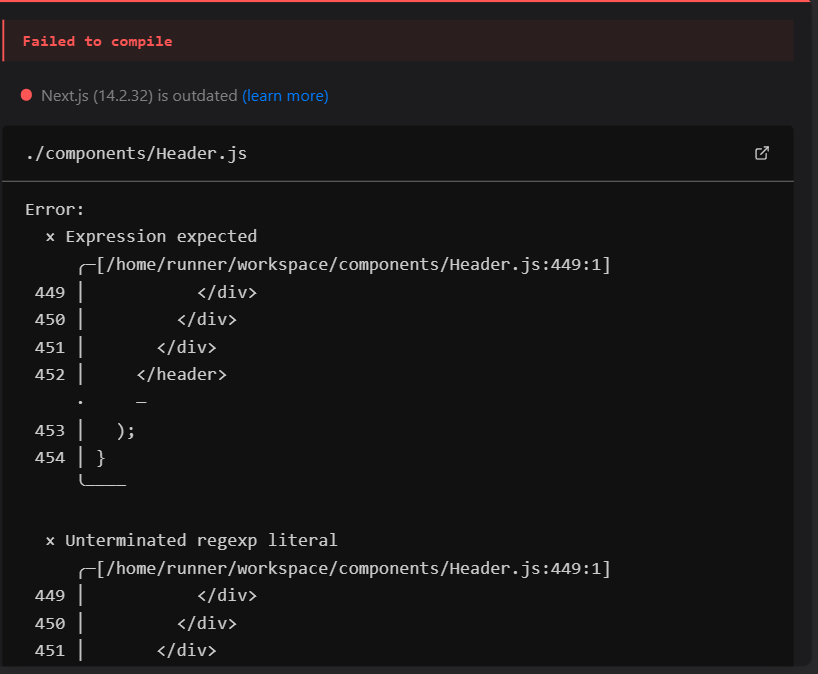 Failed to compile
Next.js (14.2.32) is outdated (learn more)
./components/Header.js
Error:
× Expression expected
╭─[/home/runner/workspace/components/Header.js:449:1]
449 │           </div>
450 │         </div>
451 │       </div>
452 │     </header>
·     ─
453 │   );
454 │ }
╰────
× Unterminated regexp literal
╭─[/home/runner/workspace/components/Header.js:449:1]
449 │           </div>
450 │         </div>
451 │       </div>